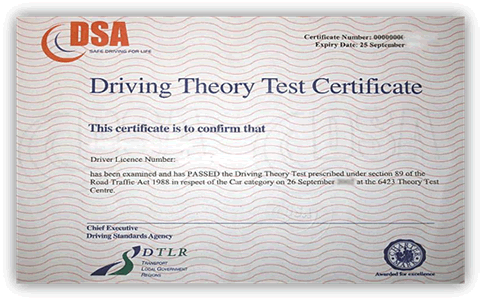 DSA
SAFE DRIVING FOR LIFE
Certificate Number: 00000000
Expiry Date: 25 September
Driving Theory Test Certificate
This certificate is to confirm that
Driver Licence Number:
has been examined and has PASSED the Driving Theory Test prescribed under section 89 of the
Road Traffic Act 1988 in respect of the Car category on 26 September at the 6423 Theory Test
Centre.
Chief Executive
Driving Standards Agency
DTLR
TRANSPORT
LOCAL GOVERNMENT
REGIONS
Awarded for excellence